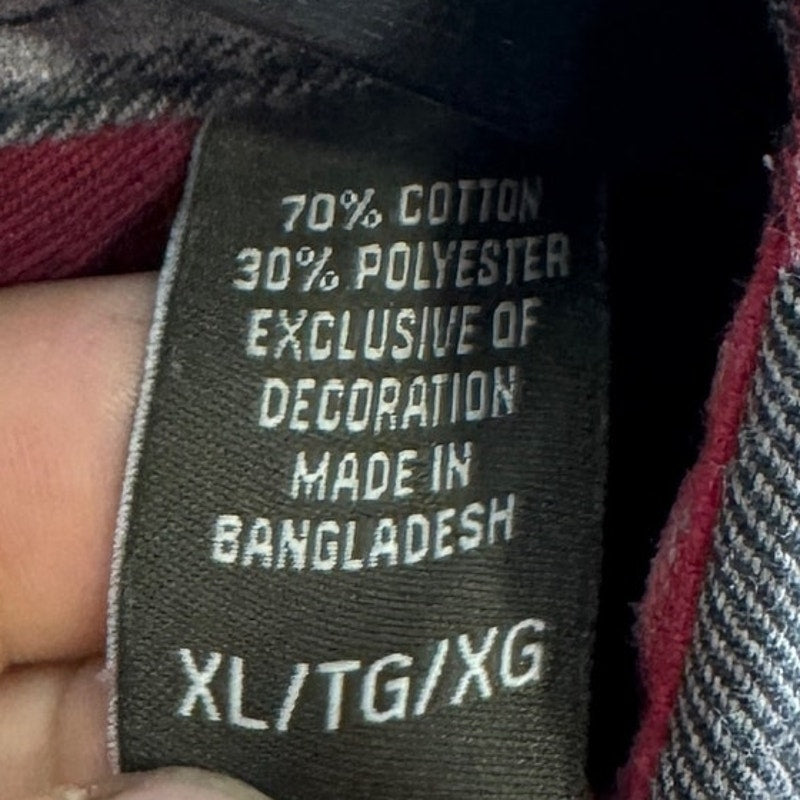 70% COTTON
30% POLYESTER
EXCLUSIVE OF
DECORATION
MADE IN
BANGLADESH
XL/TG/XG